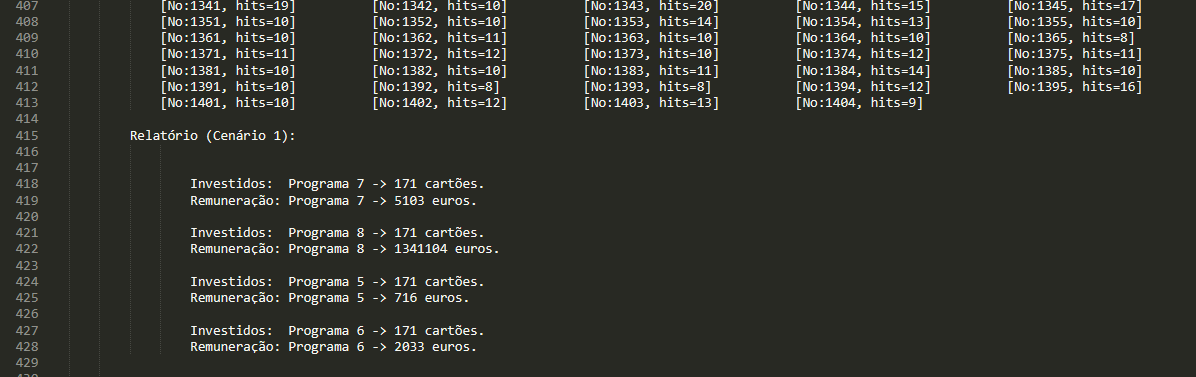 407 [No:1341, hits=19] [No:1342, hits=10] [No:1343, hits=20] [No:1344, hits=15] [No:1345, hits=17]
408 [No:1351, hits=10] [No:1352, hits=10] [No:1353, hits=14] [No:1354, hits=13] [No:1355, hits=10]
409 [No:1361, hits=10] [No:1362, hits=11] [No:1363, hits=10] [No:1364, hits=10] [No:1365, hits=8]
410 [No:1371, hits=11] [No:1372, hits=12] [No:1373, hits=10] [No:1374, hits=12] [No:1375, hits=11]
411 [No:1381, hits=10] [No:1382, hits=10] [No:1383, hits=11] [No:1384, hits=14] [No:1385, hits=10]
412 [No:1391, hits=10] [No:1392, hits=8] [No:1393, hits=8] [No:1394, hits=12] [No:1395, hits=16]
413 [No:1401, hits=10] [No:1402, hits=12] [No:1403, hits=13] [No:1404, hits=9]
414
415 Relatório (Cenário 1):
416
417
418 Investidos:  Programa 7 -> 171 cartões.
419 Remuneração: Programa 7 -> 5103 euros.
420
421 Investidos:  Programa 8 -> 171 cartões.
422 Remuneração: Programa 8 -> 1341104 euros.
423
424 Investidos:  Programa 5 -> 171 cartões.
425 Remuneração: Programa 5 -> 716 euros.
426
427 Investidos:  Programa 6 -> 171 cartões.
428 Remuneração: Programa 6 -> 2033 euros.
429